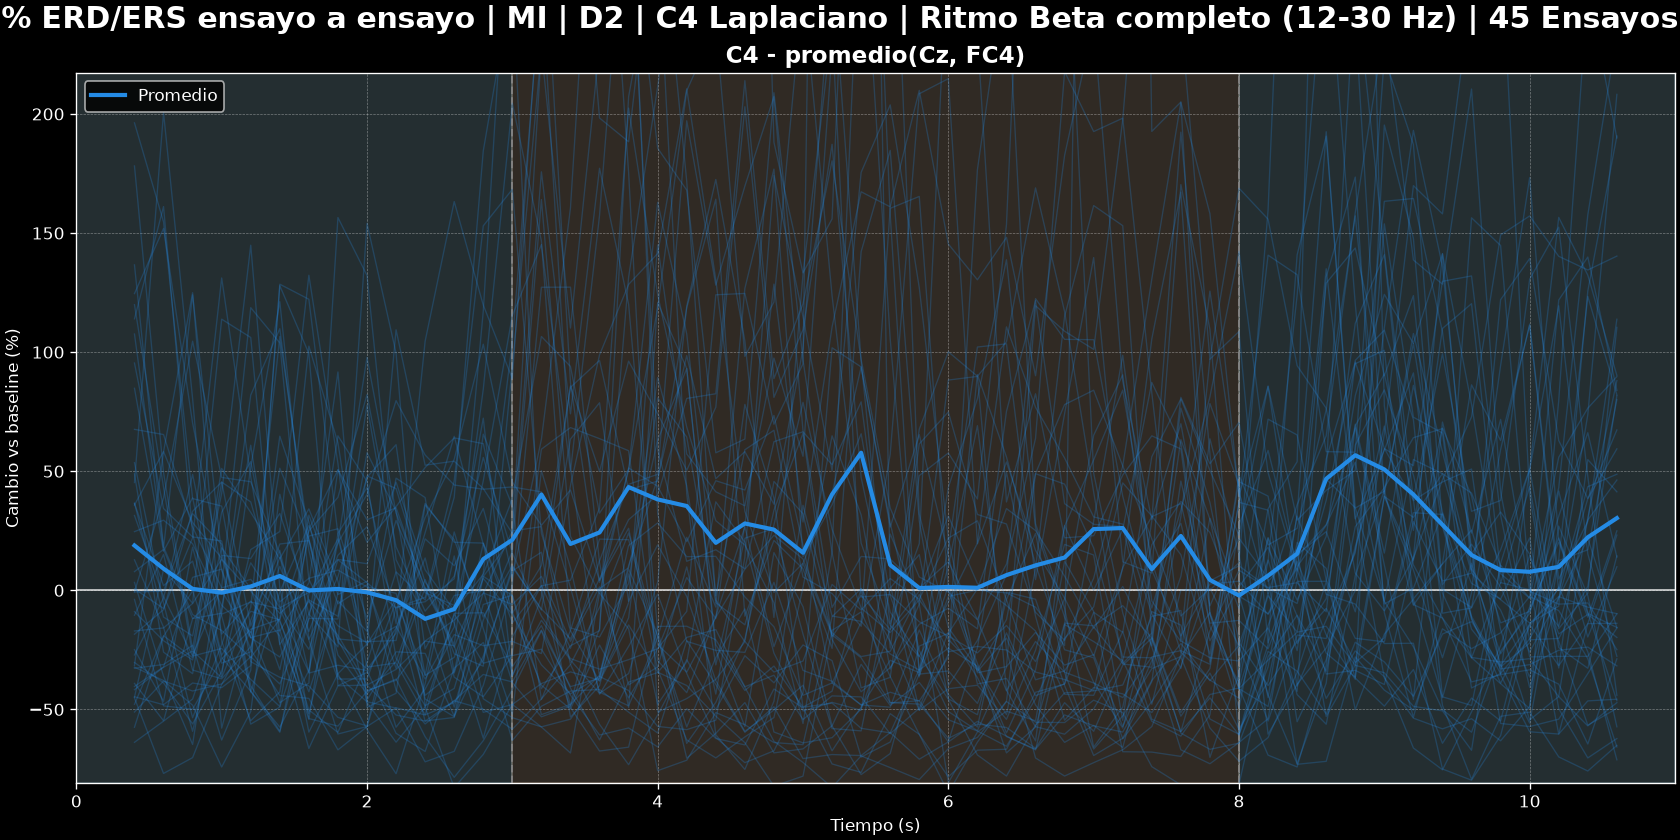 % ERD/ERS ensayo a ensayo | MI | D2 | C4 Laplaciano | Ritmo Beta completo (12-30 Hz) | 45 Ensayos
C4 - promedio(Cz, FC4)
Promedio
Cambio vs baseline (%)
200
150
100
50
0
−50
0
2
4
6
8
10
Tiempo (s)